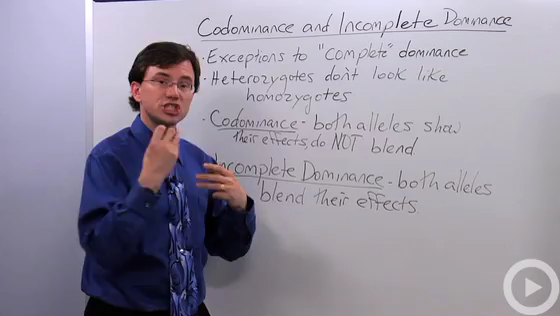 Codominance and Incomplete Dominance
· Exceptions to "complete" dominance
· Heterozygotes don't look like
homozygotes
· Codominance - both alleles show
their effects, do NOT blend
Incomplete Dominance - both alleles
blend their effects